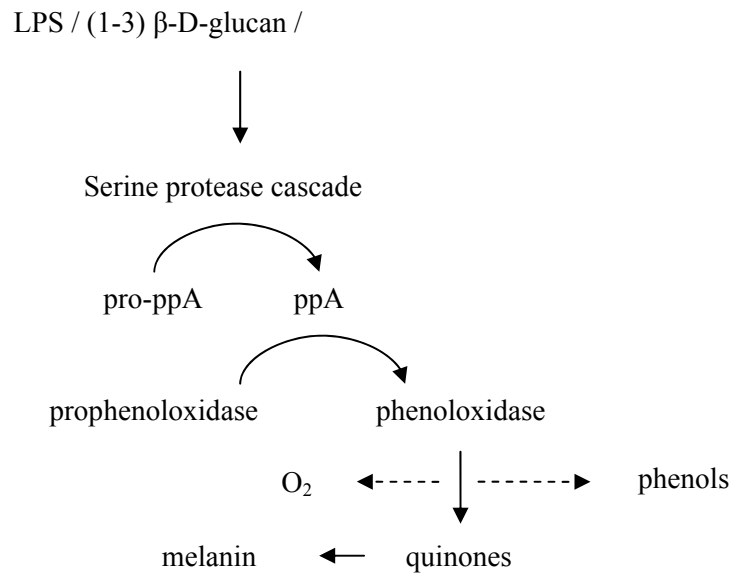 LPS / (1-3) β-D-glucan /
Serine protease cascade
pro-ppA ppA
prophenoloxidase phenoloxidase
O₂ phenols
melanin quinones